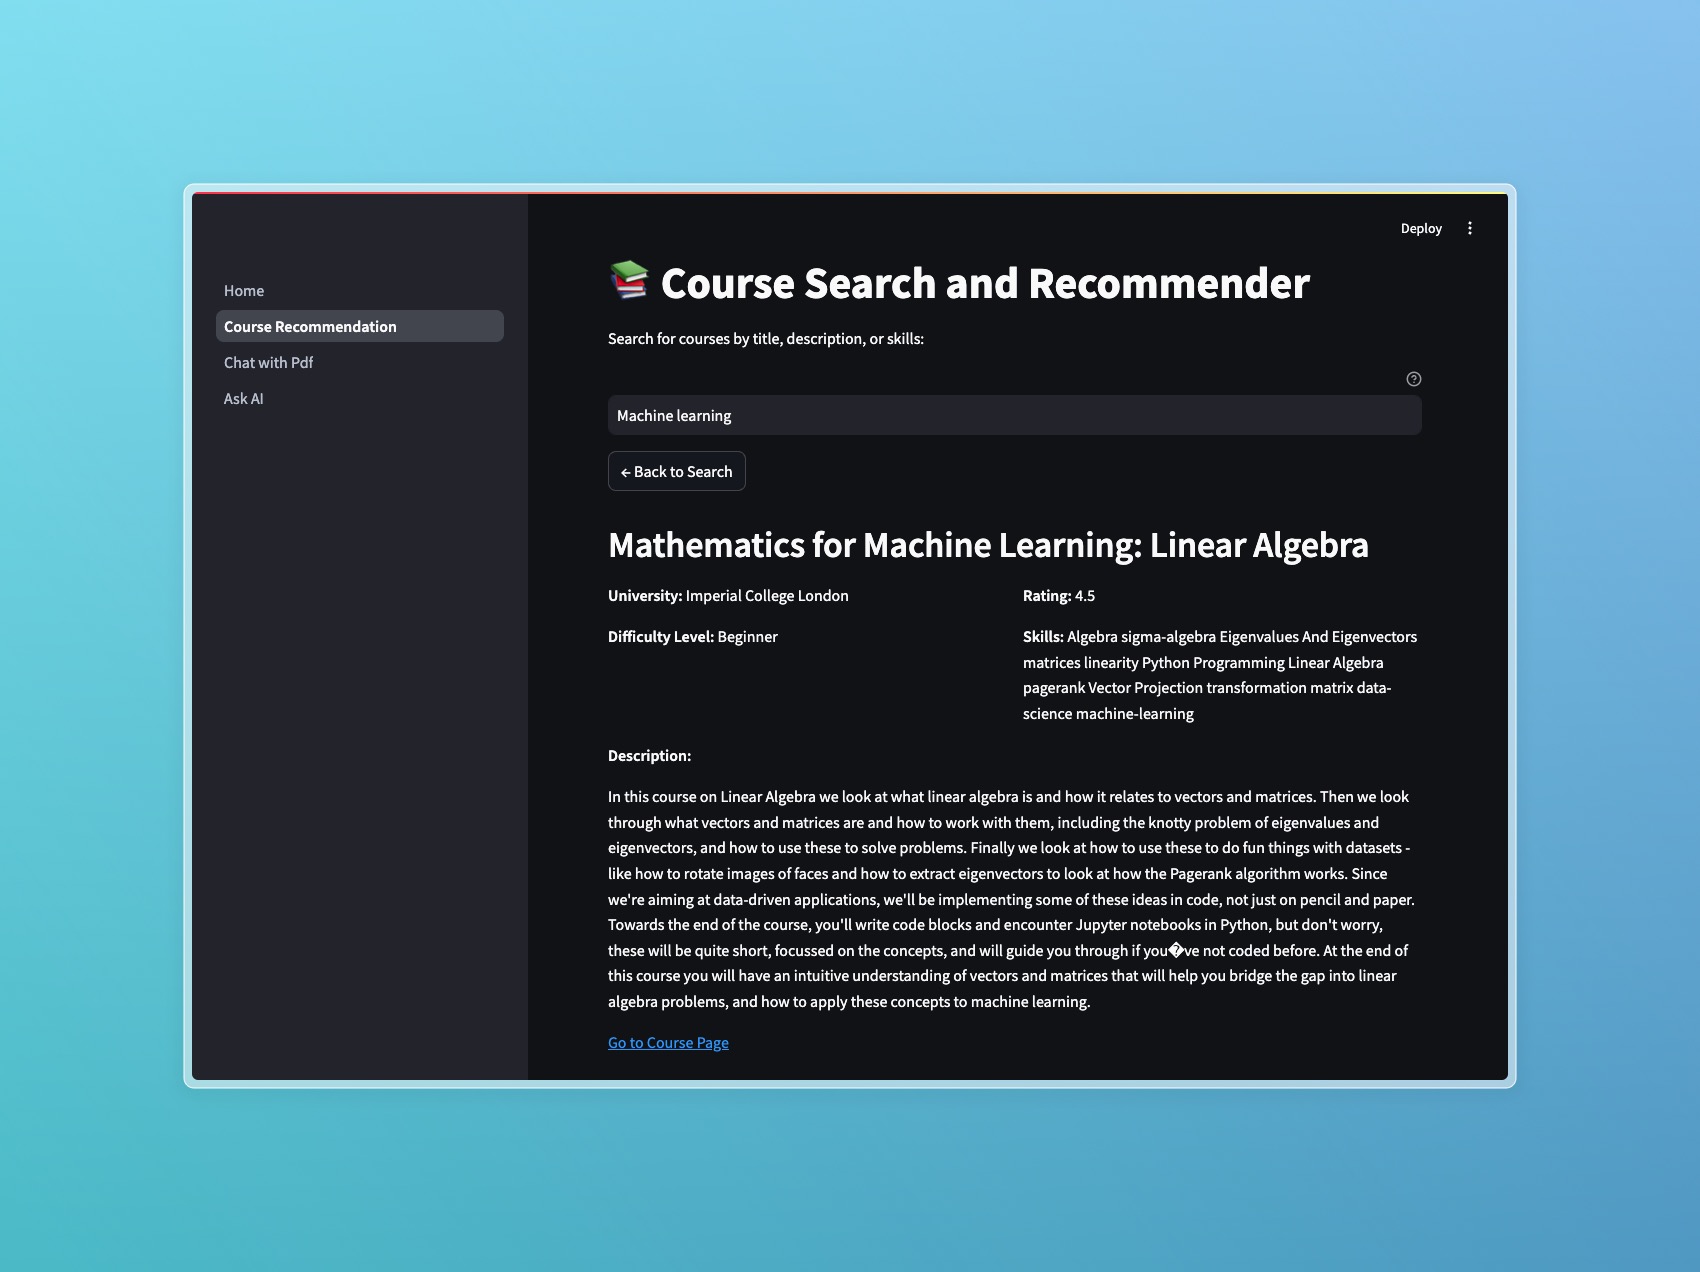 Deploy
Home
Course Recommendation
Chat with Pdf
Ask AI
📚 Course Search and Recommender
Search for courses by title, description, or skills:
Machine learning
← Back to Search
Mathematics for Machine Learning: Linear Algebra
University: Imperial College London
Difficulty Level: Beginner
Rating: 4.5
Skills: Algebra sigma-algebra Eigenvalues And Eigenvectors
matrices linearity Python Programming Linear Algebra
pagerank Vector Projection transformation matrix data-
science machine-learning
Description:
In this course on Linear Algebra we look at what linear algebra is and how it relates to vectors and matrices. Then we look
through what vectors and matrices are and how to work with them, including the knotty problem of eigenvalues and
eigenvectors, and how to use these to solve problems. Finally we look at how to use these to do fun things with datasets -
like how to rotate images of faces and how to extract eigenvectors to look at how the Pagerank algorithm works. Since
we're aiming at data-driven applications, we'll be implementing some of these ideas in code, not just on pencil and paper.
Towards the end of the course, you'll write code blocks and encounter Jupyter notebooks in Python, but don't worry,
these will be quite short, focussed on the concepts, and will guide you through if you�ve not coded before. At the end of
this course you will have an intuitive understanding of vectors and matrices that will help you bridge the gap into linear
algebra problems, and how to apply these concepts to machine learning.
Go to Course Page